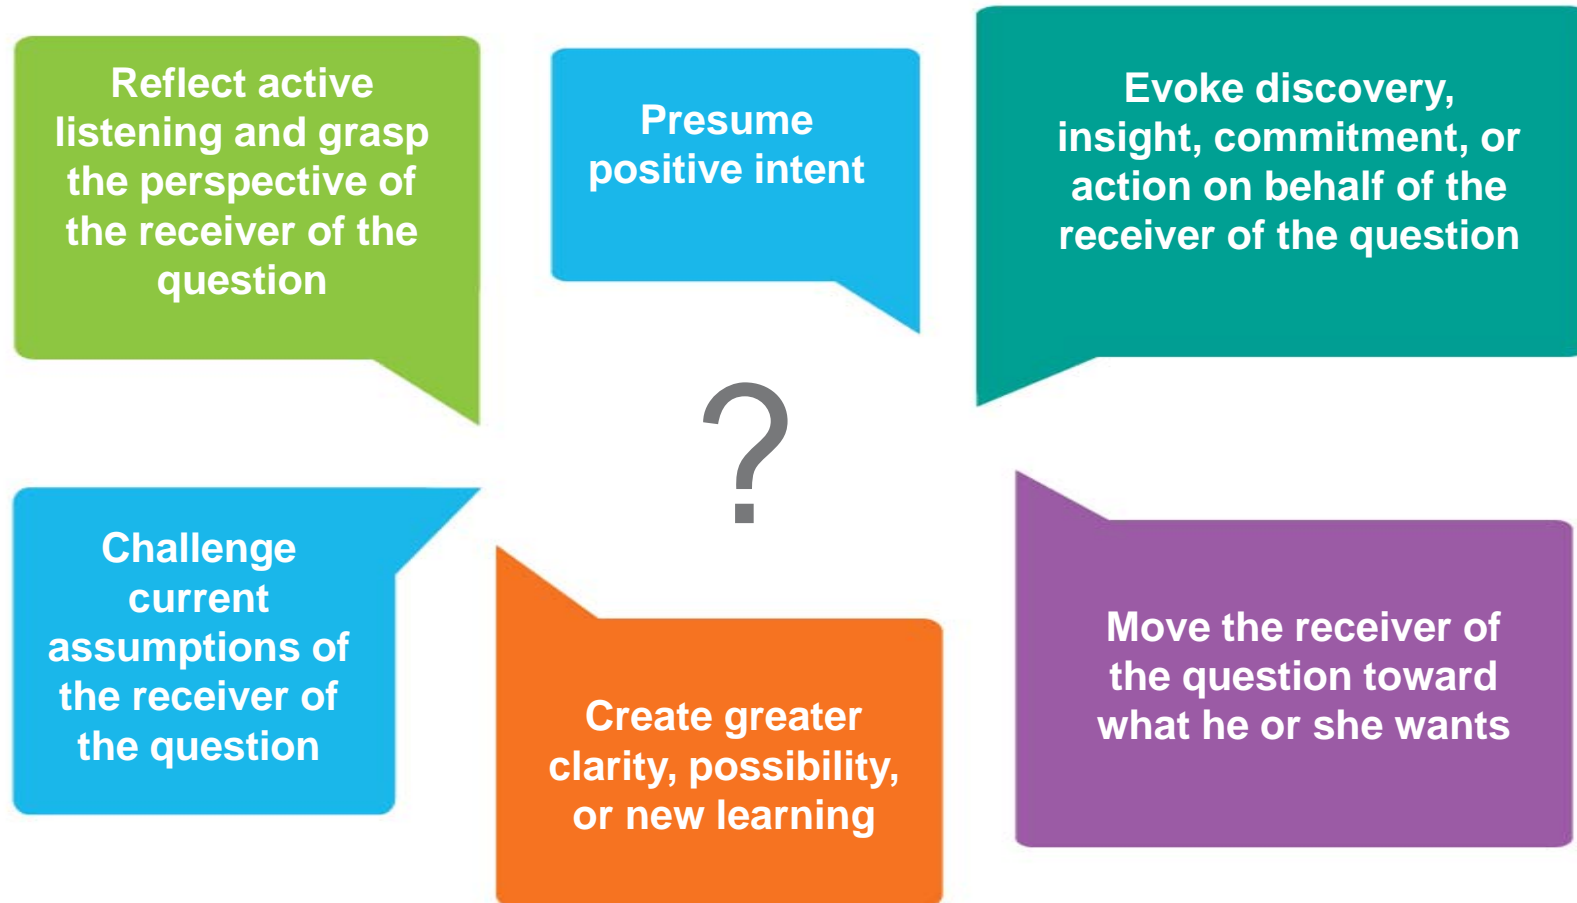 Reflect active
listening and grasp
the perspective of
the receiver of the
question
Presume
positive intent
Evoke discovery,
insight, commitment, or
action on behalf of the
receiver of the question
?
Challenge
current
assumptions of
the receiver of
the question
Create greater
clarity, possibility,
or new learning
Move the receiver of
the question toward
what he or she wants